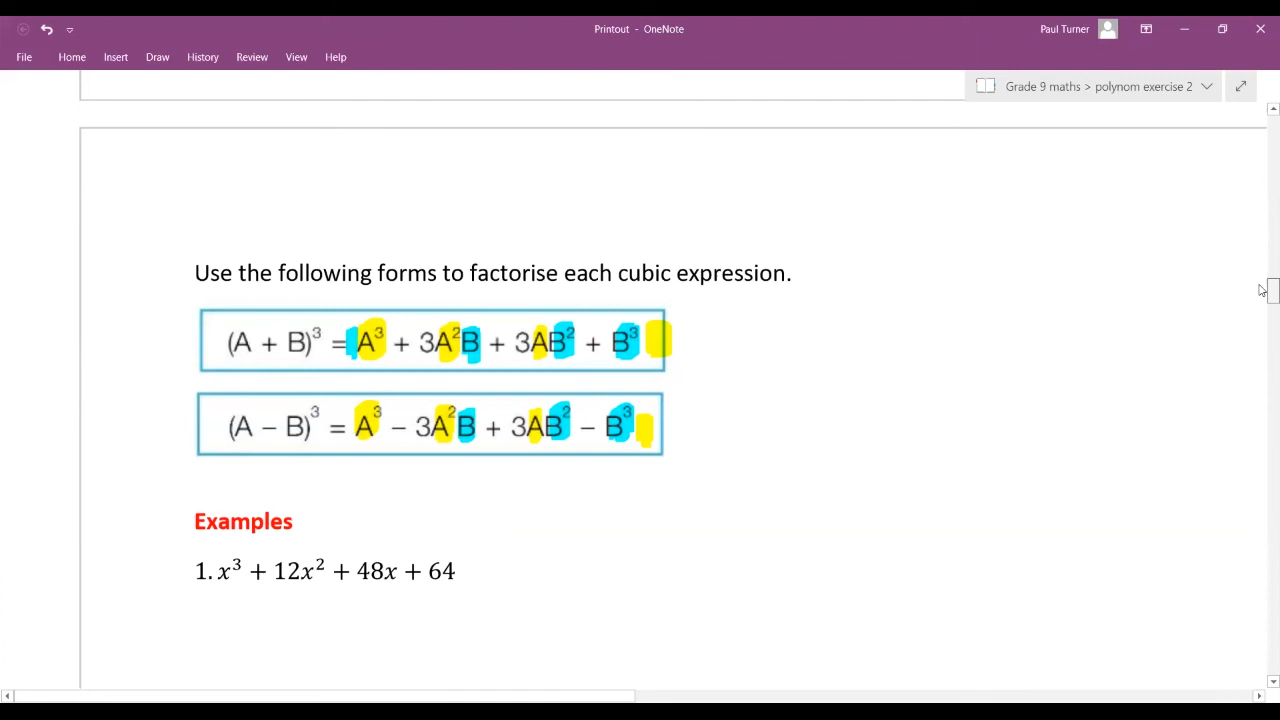 Printout - OneNote
Paul Turner
File Home Insert Draw History Review View Help
Grade 9 maths > polynom exercise 2
Use the following forms to factorise each cubic expression.
(A + B)³ = A³ + 3A²B + 3AB² + B³
(A − B)³ = A³ − 3A²B + 3AB² − B³
Examples
1. x³ + 12x² + 48x + 64